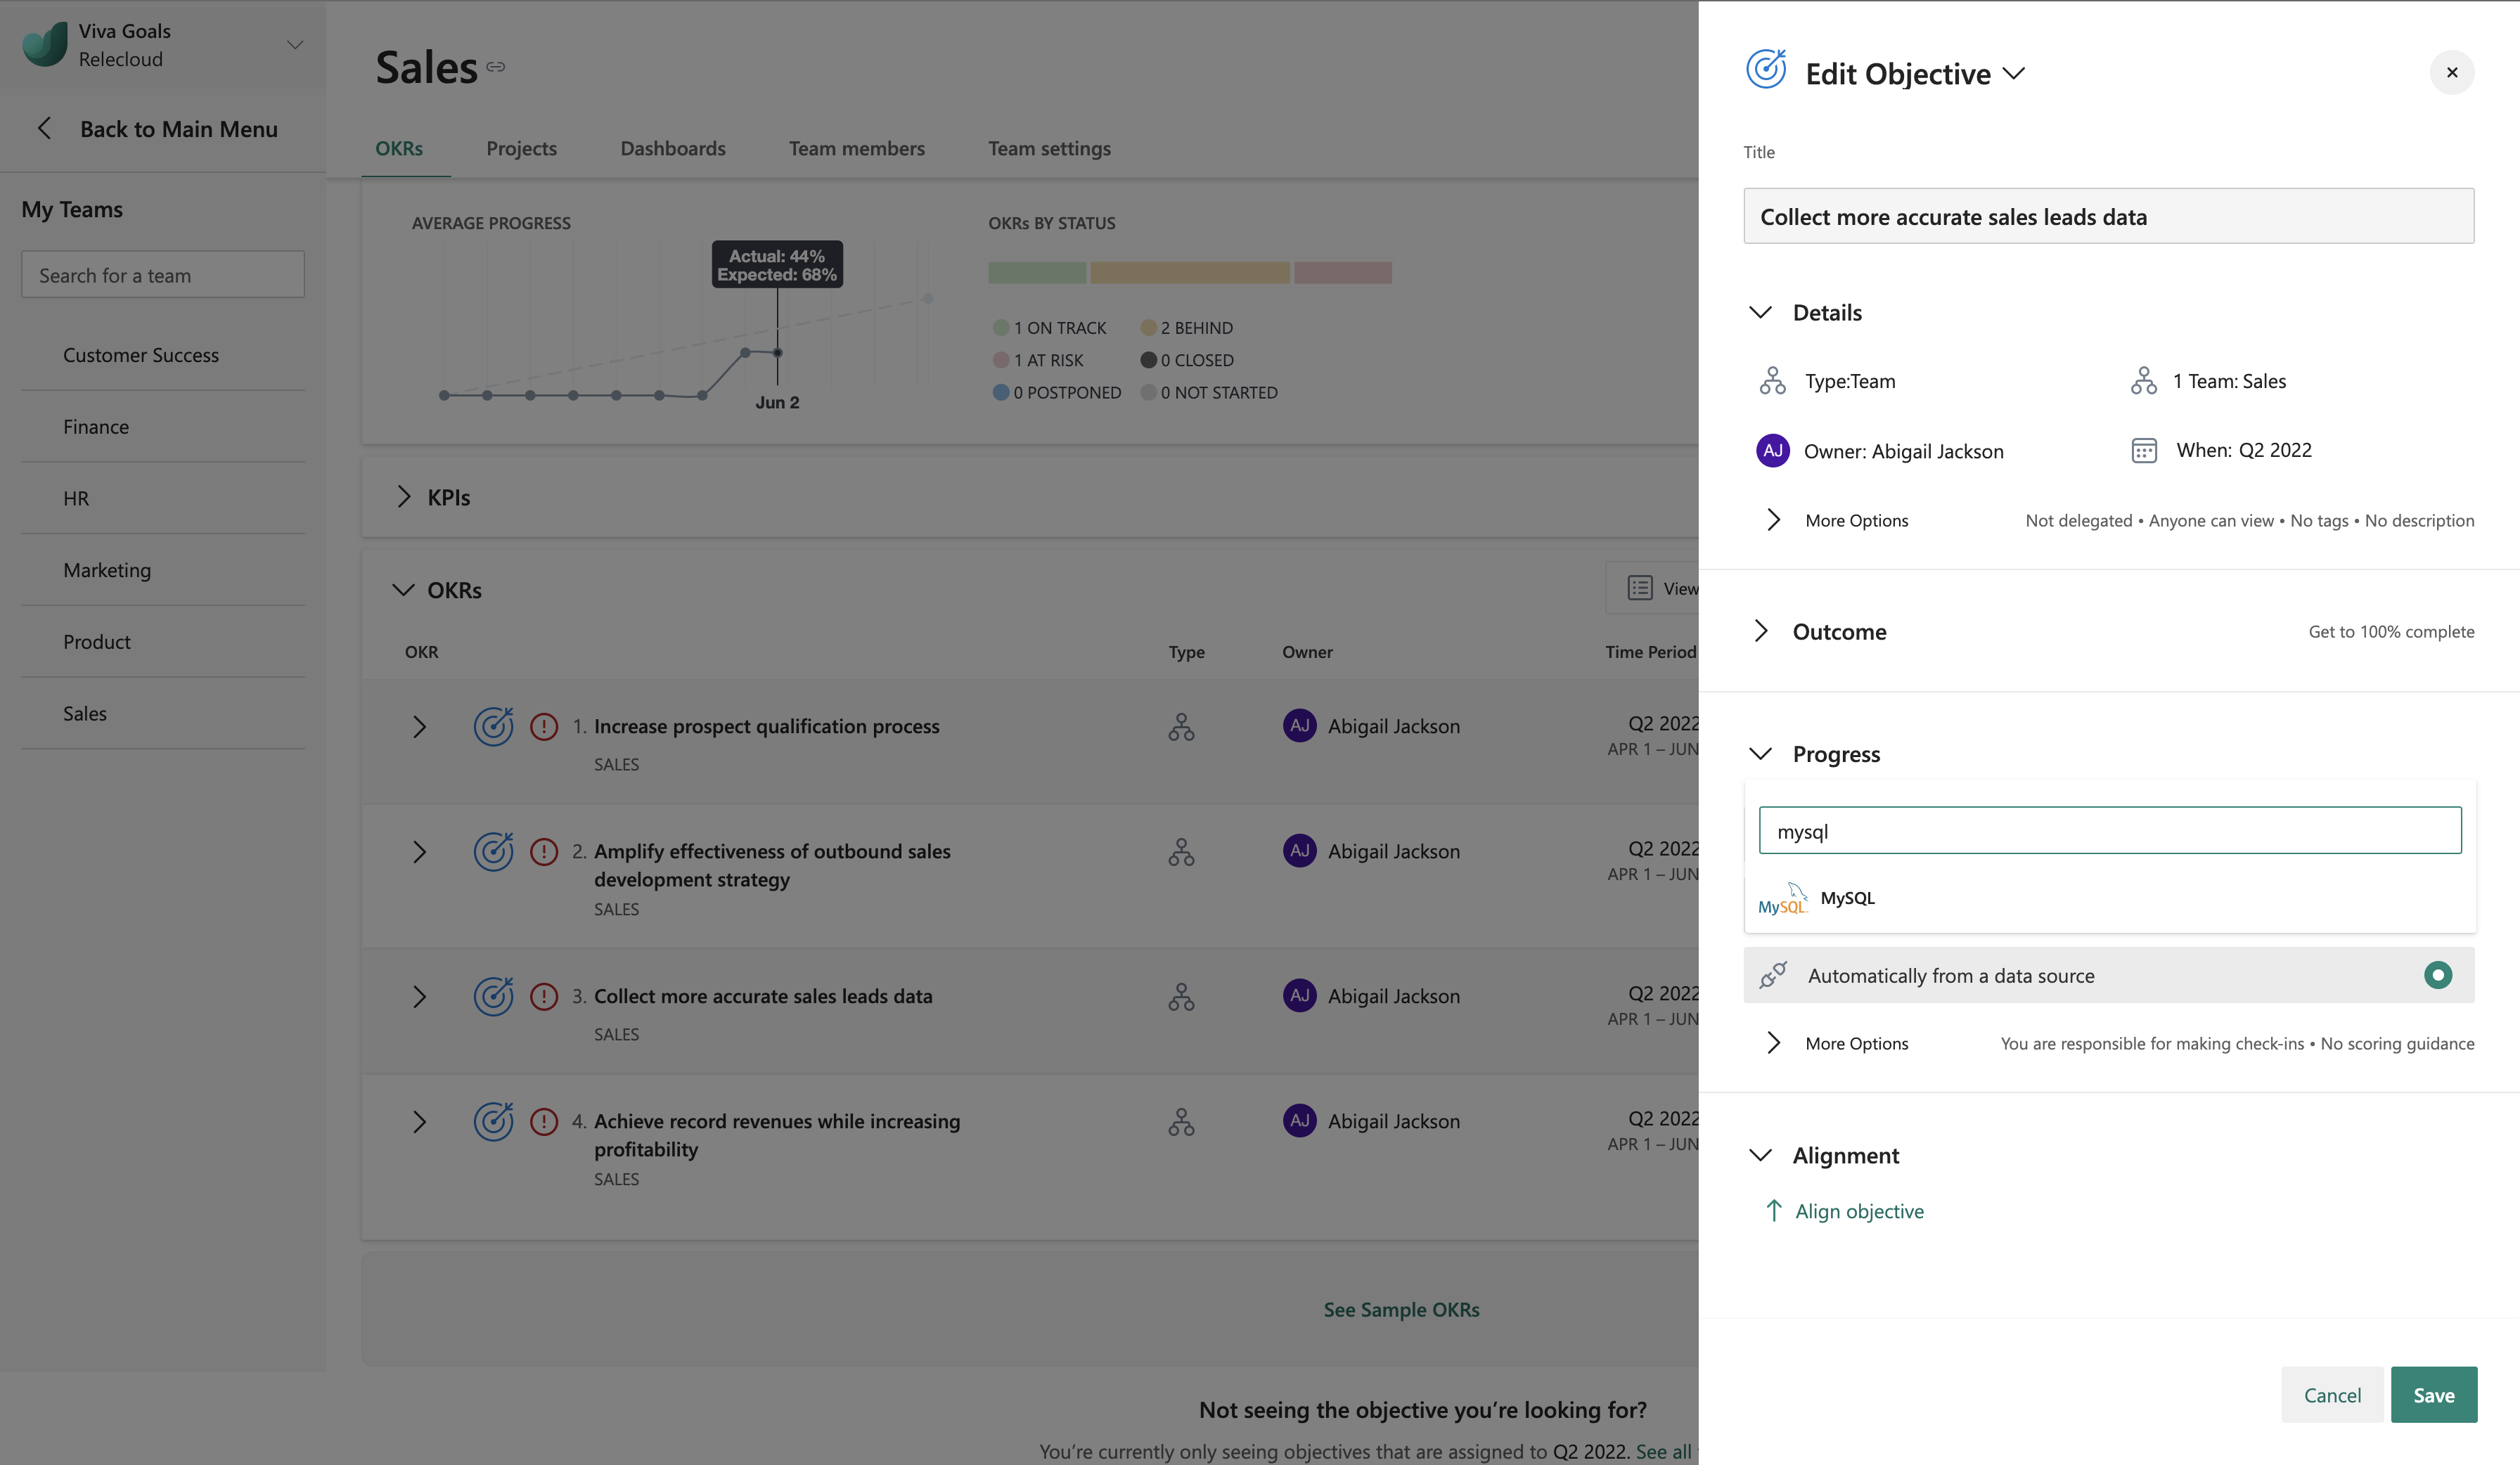 Viva Goals
Relecloud
Back to Main Menu
My Teams
Search for a team
Customer Success
Finance
HR
Marketing
Product
Sales
Sales
OKRs
Projects
Dashboards
Team members
Team settings
AVERAGE PROGRESS
Actual: 44%
Expected: 68%
Jun 2
OKRs BY STATUS
1 ON TRACK
2 BEHIND
1 AT RISK
0 CLOSED
0 POSTPONED
0 NOT STARTED
KPIs
OKRs
View
OKR
Type
Owner
Time Period
1. Increase prospect qualification process
SALES
AJ Abigail Jackson
Q2 2022
APR 1 – JUN
2. Amplify effectiveness of outbound sales
development strategy
SALES
AJ Abigail Jackson
Q2 2022
APR 1 – JUN
3. Collect more accurate sales leads data
SALES
AJ Abigail Jackson
Q2 2022
APR 1 – JUN
4. Achieve record revenues while increasing
profitability
SALES
AJ Abigail Jackson
Q2 2022
APR 1 – JUN
See Sample OKRs
Not seeing the objective you’re looking for?
You’re currently only seeing objectives that are assigned to Q2 2022. See all
Edit Objective
Title
Collect more accurate sales leads data
Details
Type:Team
1 Team: Sales
AJ Owner: Abigail Jackson
When: Q2 2022
More Options
Not delegated • Anyone can view • No tags • No description
Outcome
Get to 100% complete
Progress
mysql
MySQL MySQL
Automatically from a data source
More Options
You are responsible for making check-ins • No scoring guidance
Alignment
Align objective
Cancel
Save